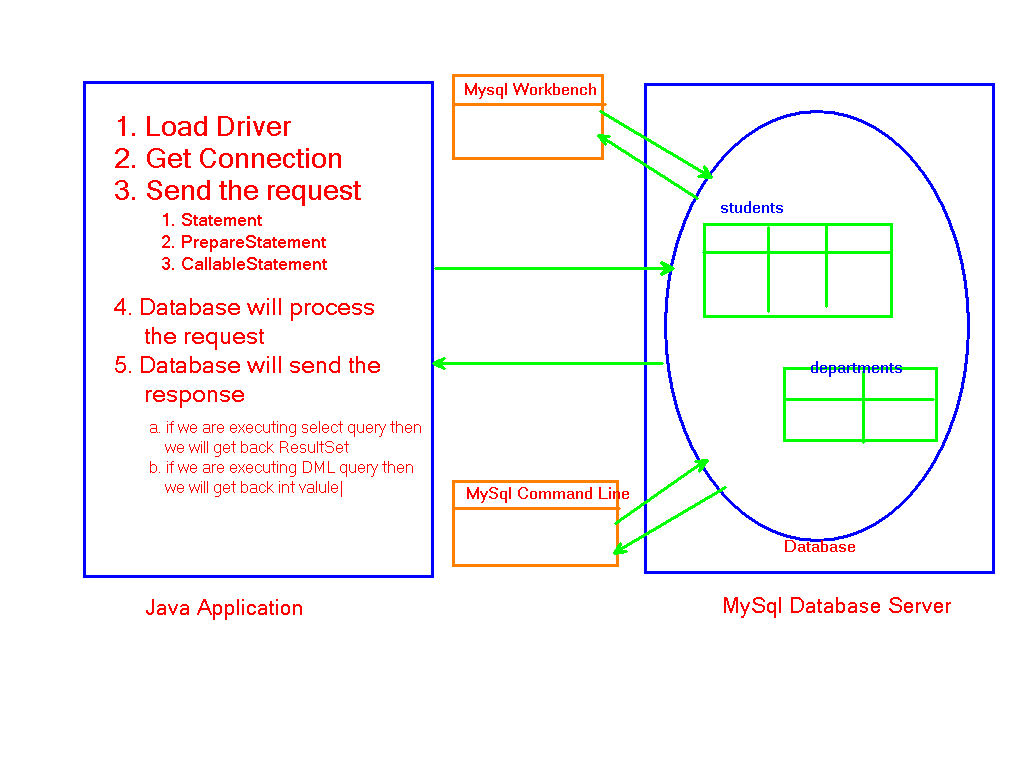 1. Load Driver
2. Get Connection
3. Send the request
1. Statement
2. PrepareStatement
3. CallableStatement
4. Database will process
the request
5. Database will send the
response
a. if we are executing select query then
we will get back ResultSet
b. if we are executing DML query then
we will get back int valule
Java Application
Mysql Workbench
MySql Command Line
students
departments
Database
MySql Database Server